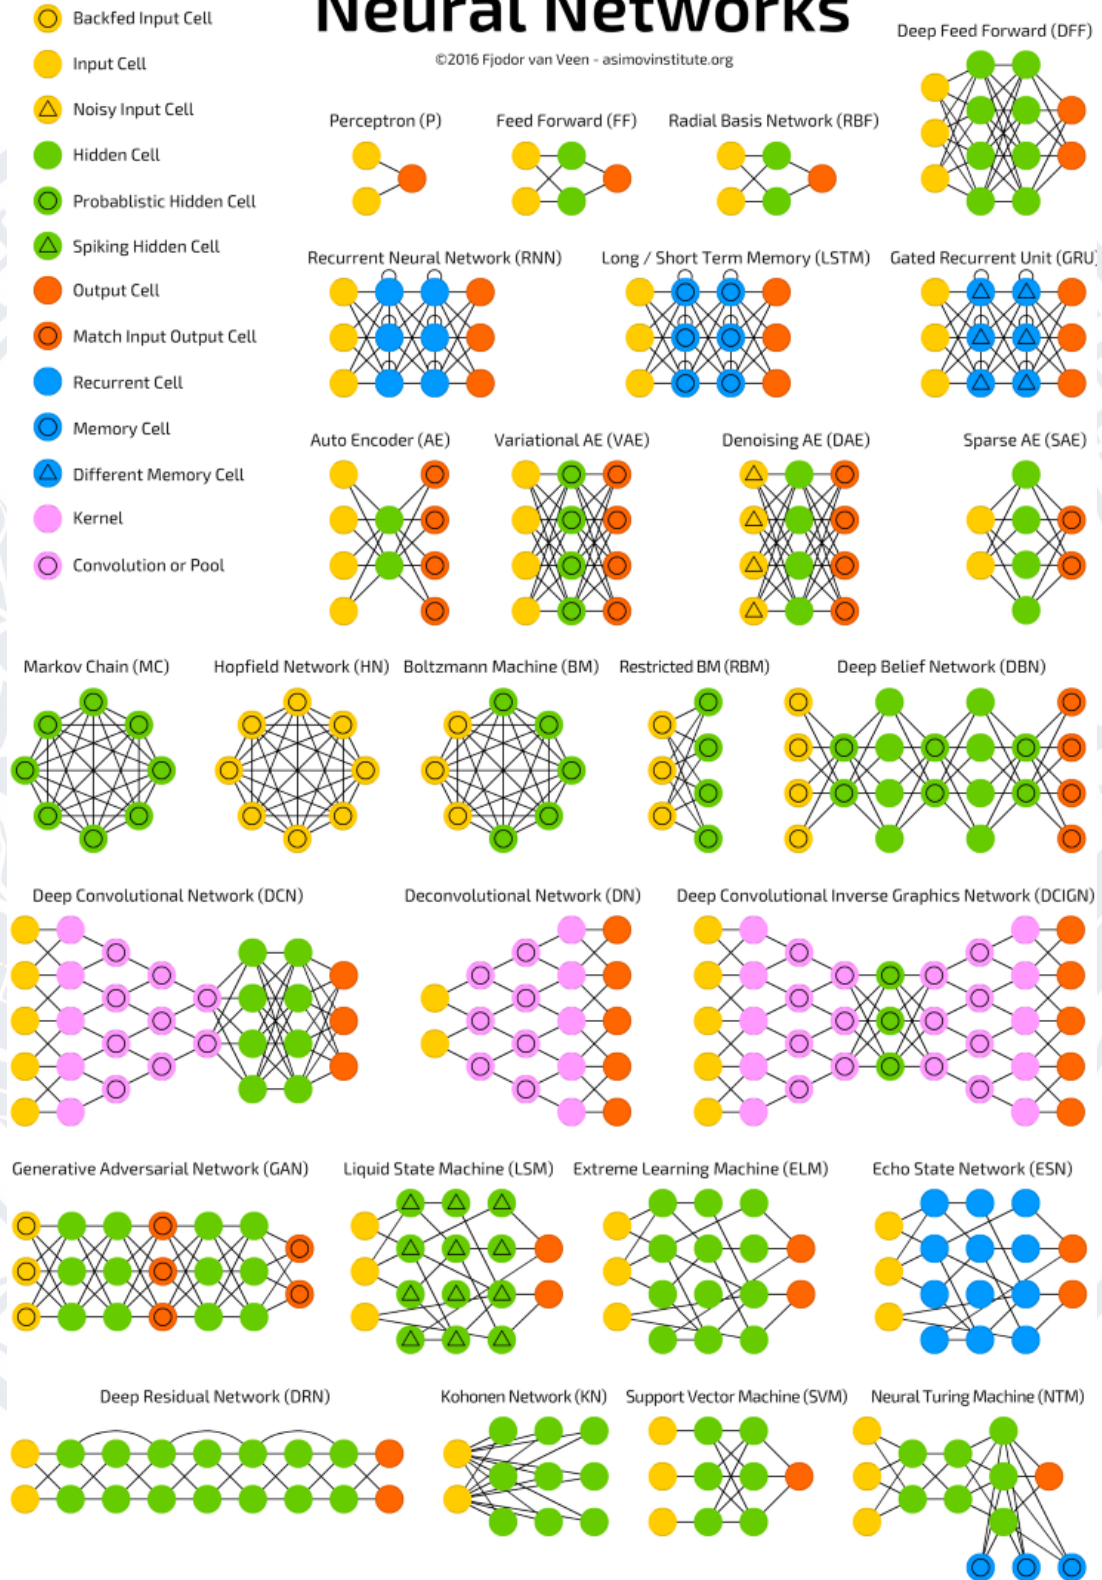 Neural Networks
©2016 Fjodor van Veen - asimovinstitute.org
Backfed Input Cell
Input Cell
Noisy Input Cell
Hidden Cell
Probablistic Hidden Cell
Spiking Hidden Cell
Output Cell
Match Input Output Cell
Recurrent Cell
Memory Cell
Different Memory Cell
Kernel
Convolution or Pool
Deep Feed Forward (DFF)
Perceptron (P)
Feed Forward (FF)
Radial Basis Network (RBF)
Recurrent Neural Network (RNN)
Long / Short Term Memory (LSTM)
Gated Recurrent Unit (GRU)
Auto Encoder (AE)
Variational AE (VAE)
Denoising AE (DAE)
Sparse AE (SAE)
Markov Chain (MC)
Hopfield Network (HN)
Boltzmann Machine (BM)
Restricted BM (RBM)
Deep Belief Network (DBN)
Deep Convolutional Network (DCN)
Deconvolutional Network (DN)
Deep Convolutional Inverse Graphics Network (DCIGN)
Generative Adversarial Network (GAN)
Liquid State Machine (LSM)
Extreme Learning Machine (ELM)
Echo State Network (ESN)
Deep Residual Network (DRN)
Kohonen Network (KN)
Support Vector Machine (SVM)
Neural Turing Machine (NTM)